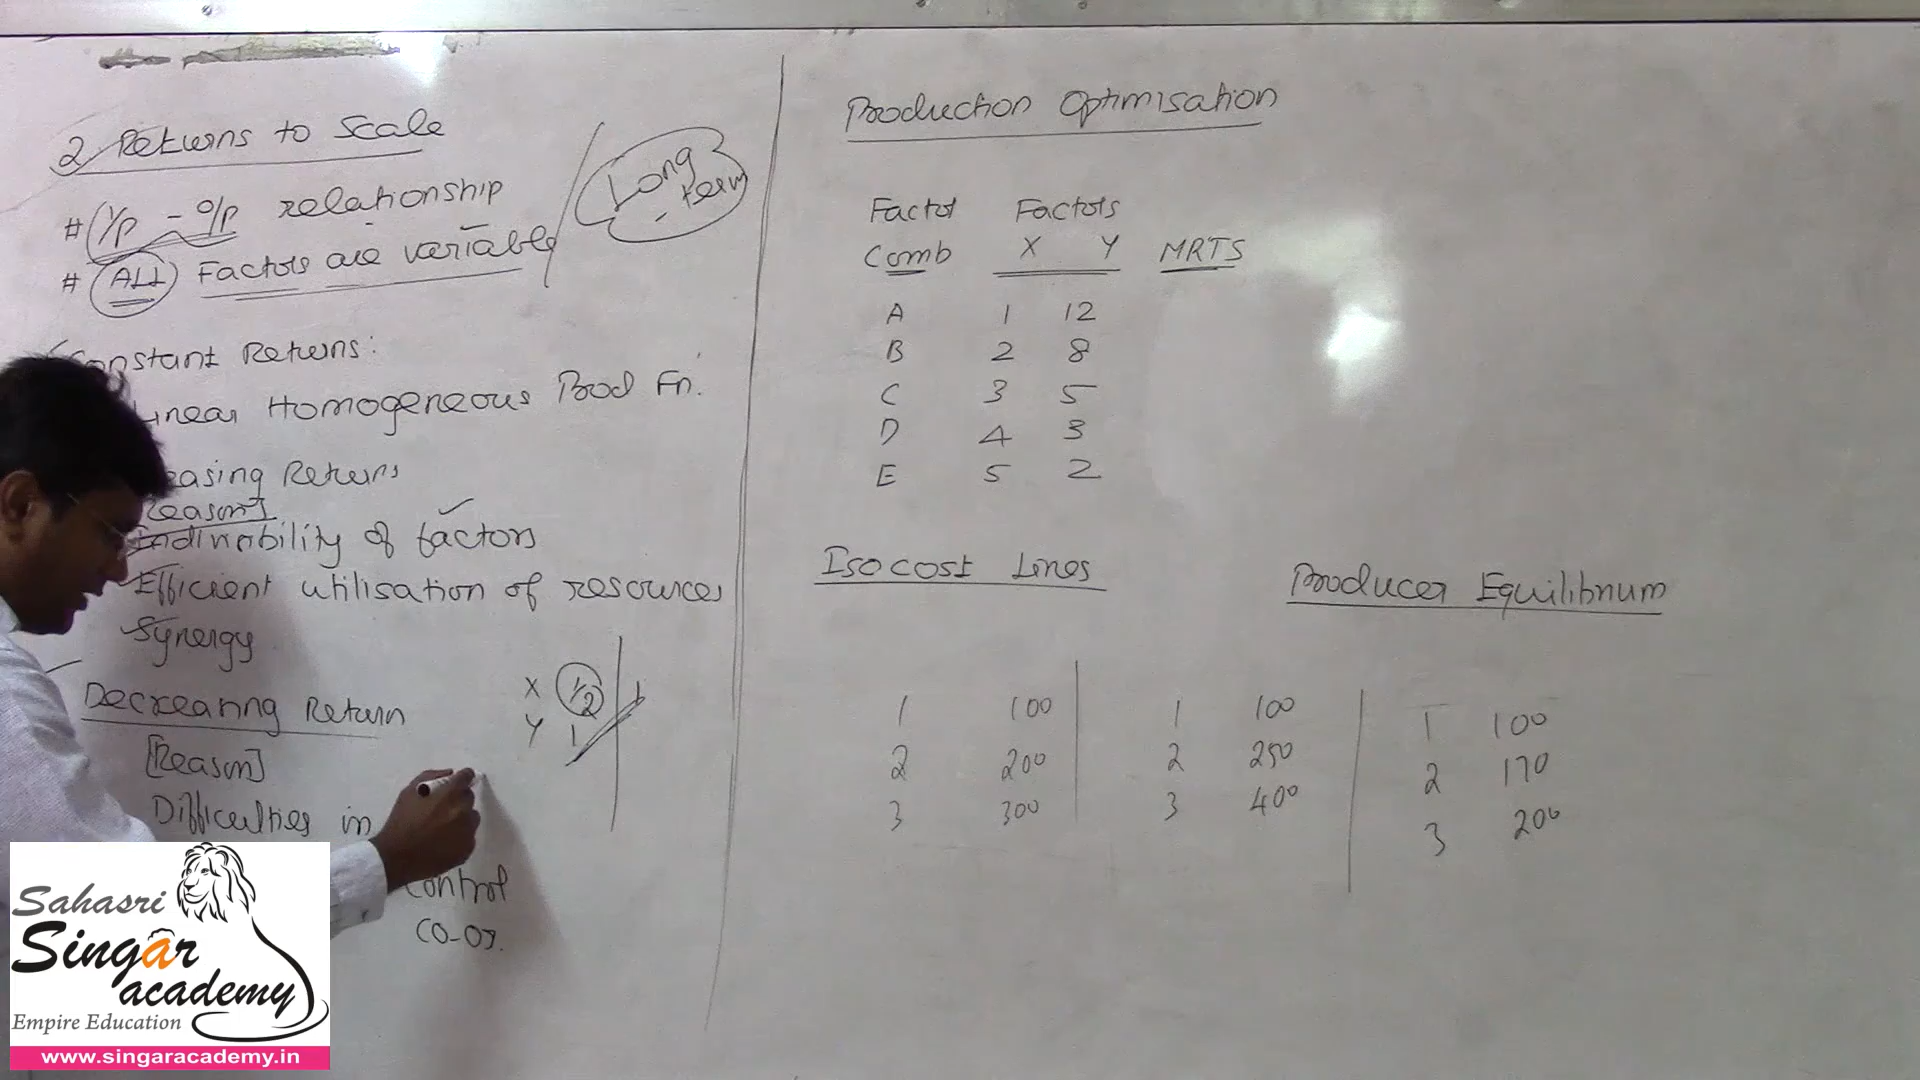 2 Returns to Scale
# I/p - O/p relationship
# ALL Factors are variable
Long
- term
Constant Returns:
Linear Homogeneous Prod Fn.
easing Returns
Reason]
Indivibility of factors
Efficient utilisation of resources
Synergy
Decreasing Return
[Reason]
Difficulties in
Control
CO-OR.
X 1/2 1
Y 1
Production Optimisation
Factor Factors
Comb X Y MRTS
A 1 12
B 2 8
C 3 5
D 4 3
E 5 2
Isocost Lines
Producer Equilibrium
1 100
2 200
3 300
1 100
2 250
3 400
1 100
2 170
3 200
Sahasri
Singar
academy
Empire Education
www.singaracademy.in